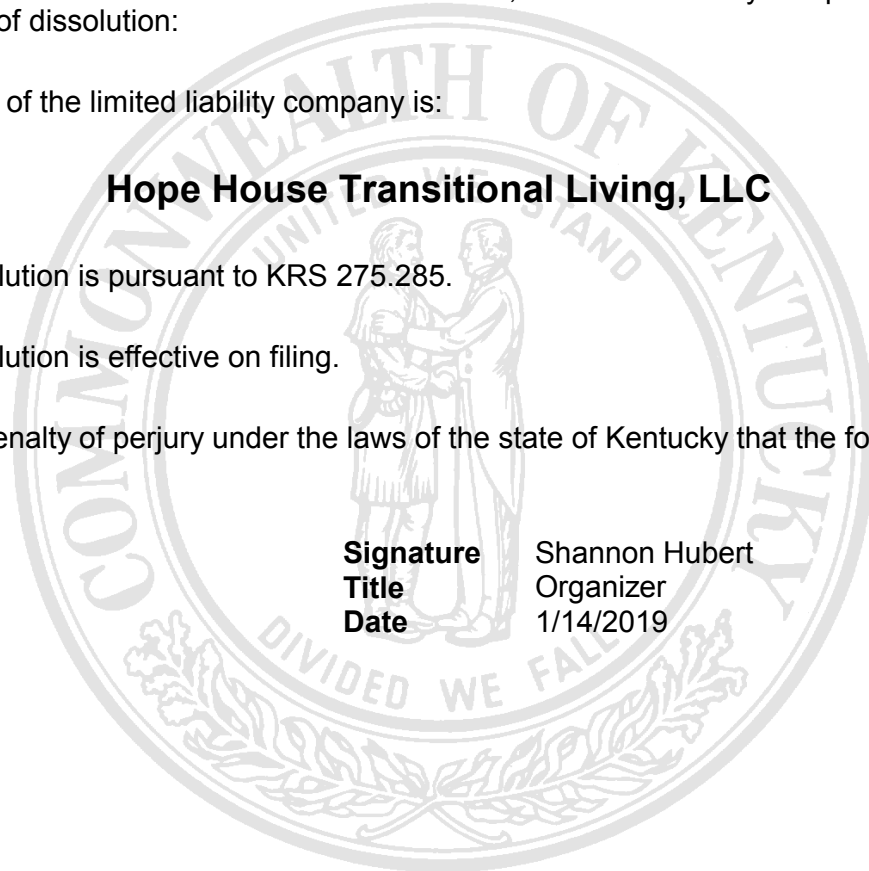 of dissolution:
of the limited liability company is:
COMMONWEALTH OF KENTUCKY
UNITED WE STAND
Hope House Transitional Living, LLC
lution is pursuant to KRS 275.285.
lution is effective on filing.
enalty of perjury under the laws of the state of Kentucky that the fo
Signature Shannon Hubert
Title Organizer
Date 1/14/2019
DIVIDED WE FALL